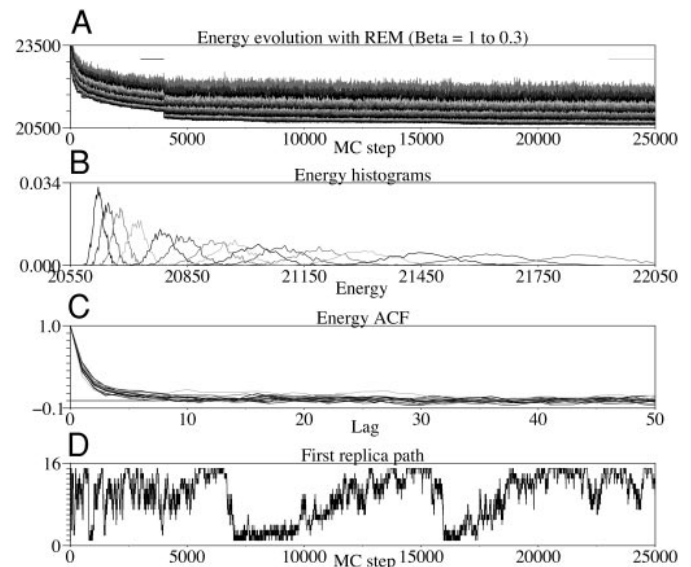 A
Energy evolution with REM (Beta = 1 to 0.3)
23500
20500
0 5000 10000 15000 20000 25000
MC step
B
Energy histograms
0.034
0.000
20550 20850 21150 21450 21750 22050
Energy
C
Energy ACF
1.0
−0.1
0 10 20 30 40 50
Lag
D
First replica path
16
0
0 5000 10000 15000 20000 25000
MC step